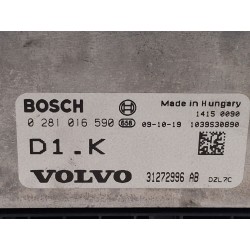 BOSCH Made in Hungary
1415 0090
0 281 016 590 658 09-10-19 1039S30890
D1.K
VOLVO 31272996 AB DZL7C